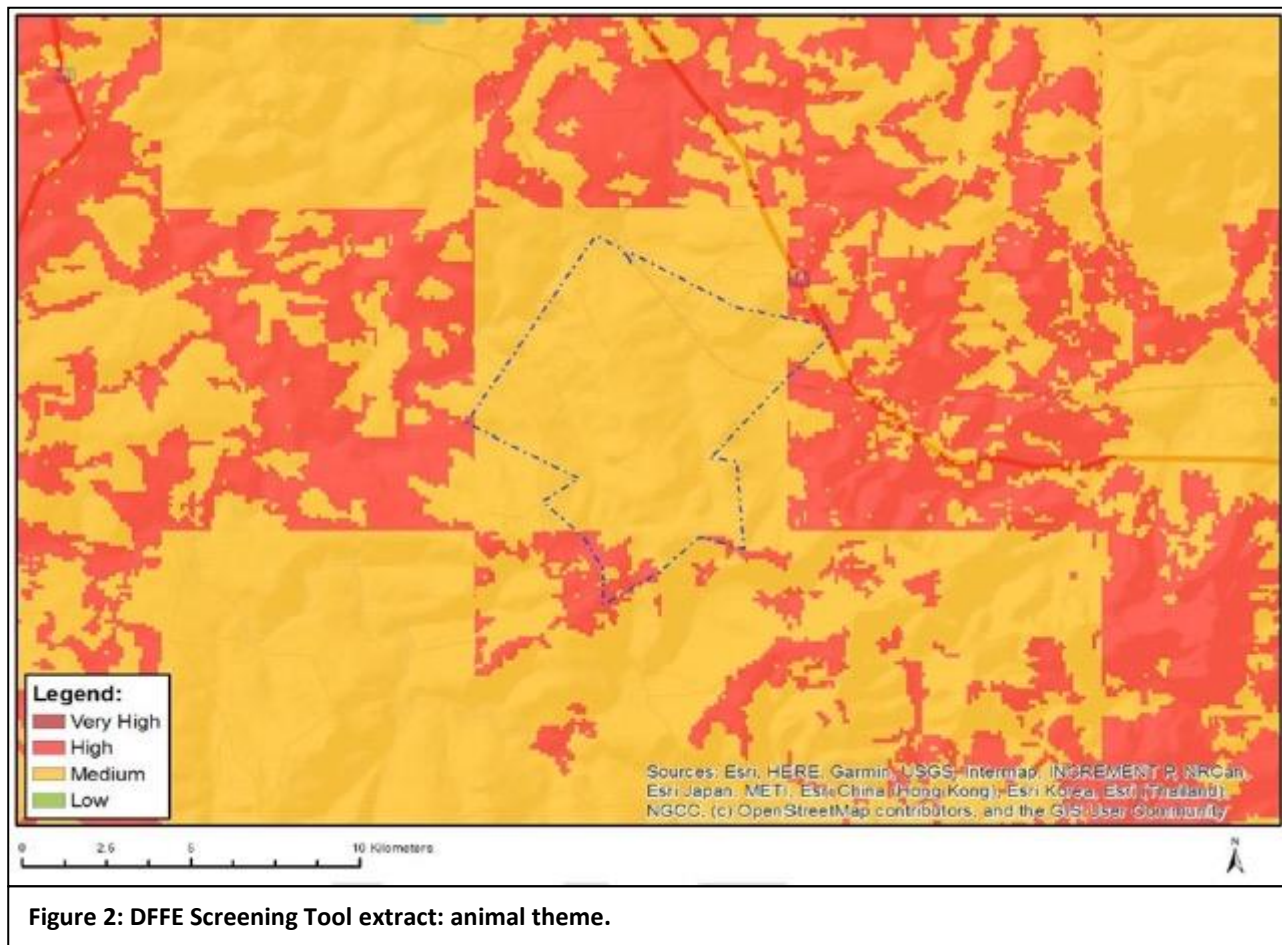 Legend:
Very High
High
Medium
Low
Sources: Esri, HERE, Garmin, USGS, Intermap, INCREMENT P, NRCan,
Esri Japan, METI, Esri China (Hong Kong), Esri Korea, Esri (Thailand),
NGCC, (c) OpenStreetMap contributors, and the GIS User Community
0 2.5 5 10 Kilometers
N
Figure 2: DFFE Screening Tool extract: animal theme.